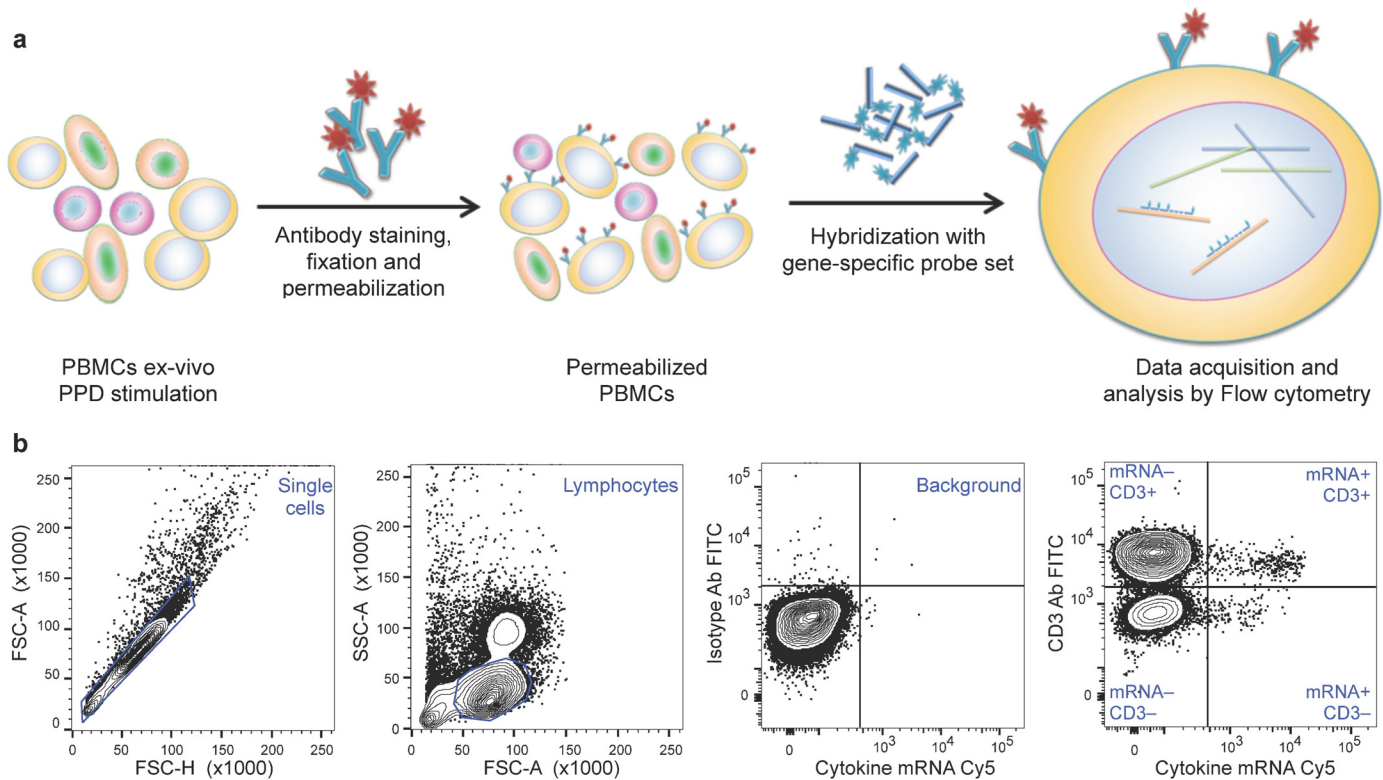 a
Antibody staining,
fixation and
permeabilization
Hybridization with
gene-specific probe set
PBMCs ex-vivo
PPD stimulation
Permeabilized
PBMCs
Data acquisition and
analysis by Flow cytometry
b
FSC-A (x1000)
250
200
150
100
50
0
Single
cells
0 50 100 150 200 250
FSC-H (x1000)
SSC-A (x1000)
250
200
150
100
50
0
Lymphocytes
0 50 100 150 200 250
FSC-A (x1000)
Isotype Ab FITC
10⁵
10⁴
10³
0
Background
0 10³ 10⁴ 10⁵
Cytokine mRNA Cy5
CD3 Ab FITC
10⁵
10⁴
10³
0
mRNA–
CD3+
mRNA+
CD3+
mRNA–
CD3–
mRNA+
CD3–
0 10³ 10⁴ 10⁵
Cytokine mRNA Cy5